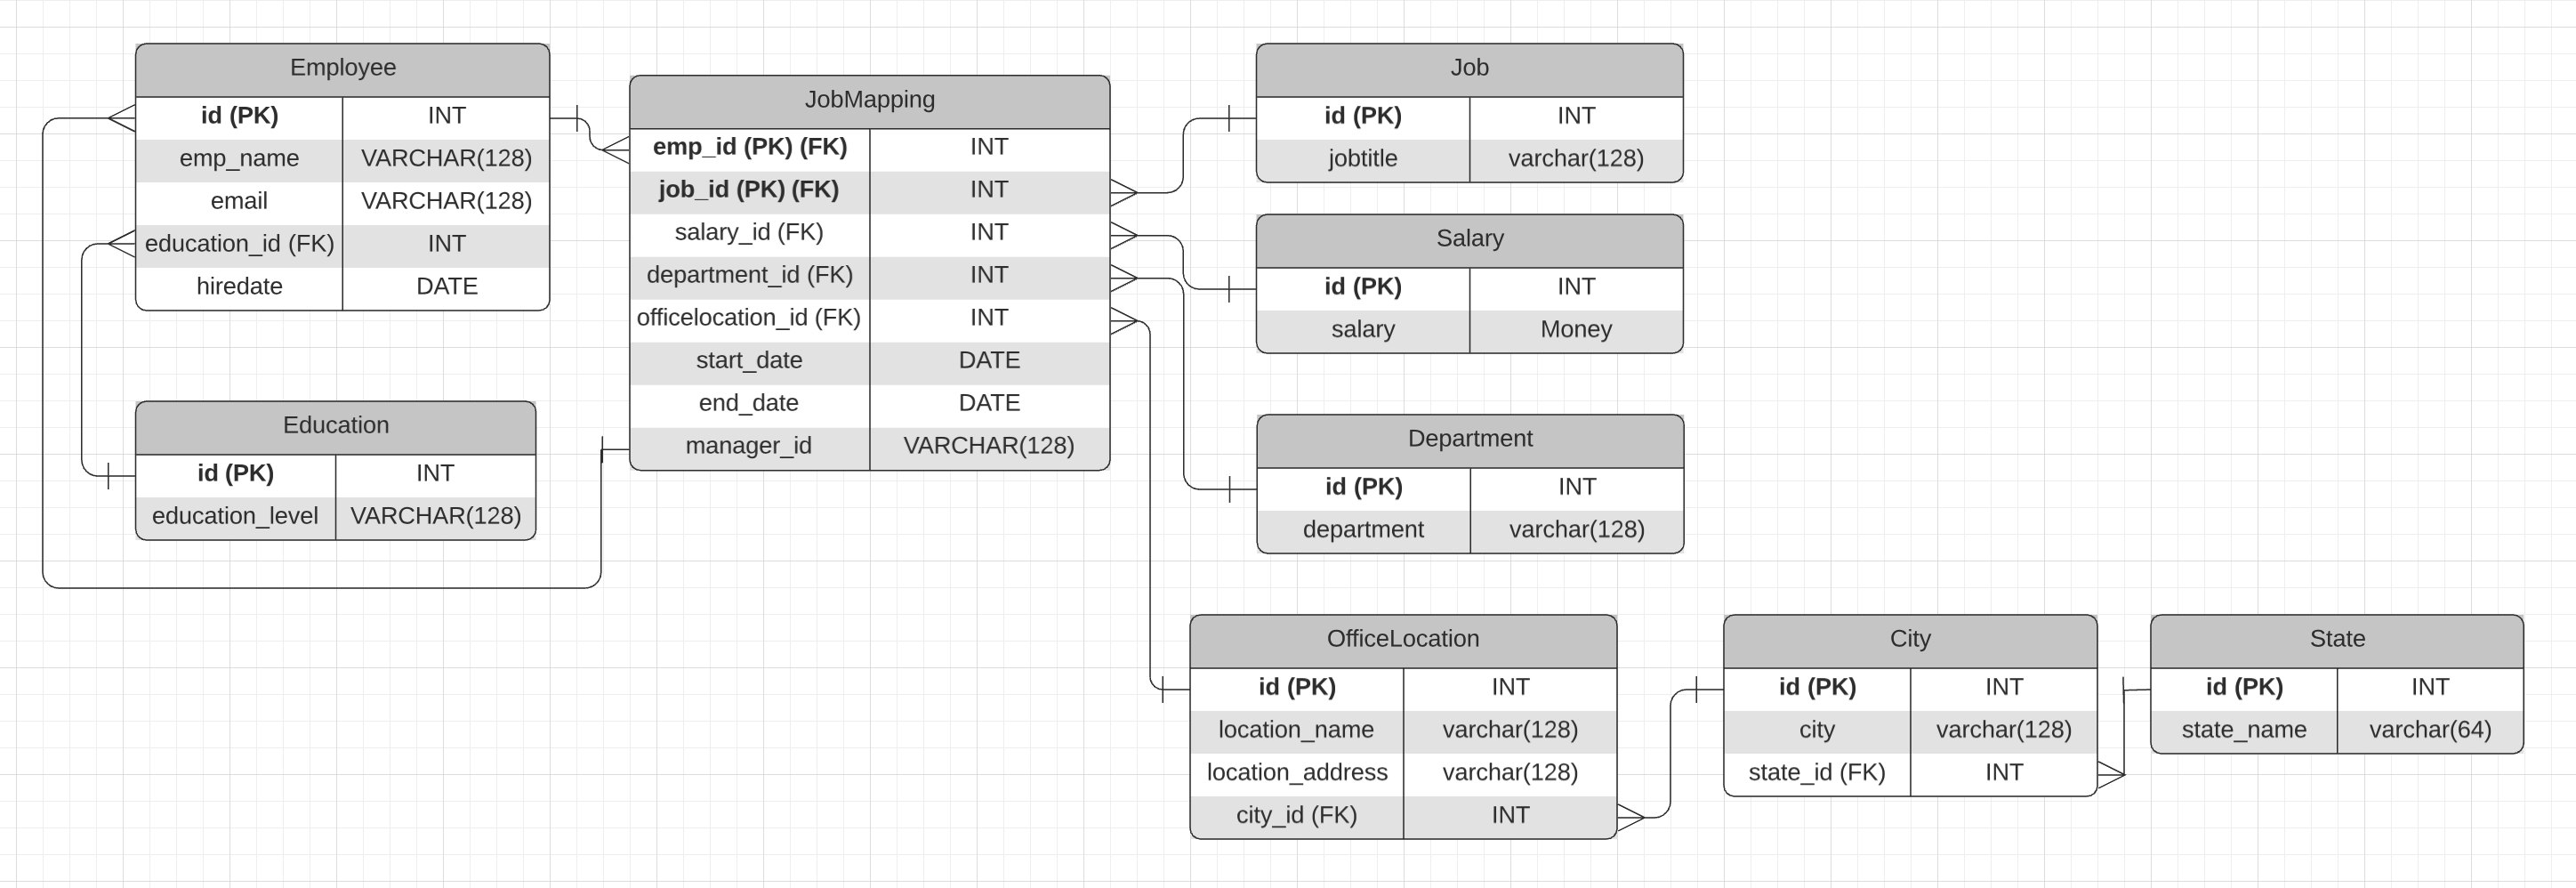 Employee
id (PK) INT
emp_name VARCHAR(128)
email VARCHAR(128)
education_id (FK) INT
hiredate DATE
Education
id (PK) INT
education_level VARCHAR(128)
JobMapping
emp_id (PK) (FK) INT
job_id (PK) (FK) INT
salary_id (FK) INT
department_id (FK) INT
officelocation_id (FK) INT
start_date DATE
end_date DATE
manager_id VARCHAR(128)
Job
id (PK) INT
jobtitle varchar(128)
Salary
id (PK) INT
salary Money
Department
id (PK) INT
department varchar(128)
OfficeLocation
id (PK) INT
location_name varchar(128)
location_address varchar(128)
city_id (FK) INT
City
id (PK) INT
city varchar(128)
state_id (FK) INT
State
id (PK) INT
state_name varchar(64)